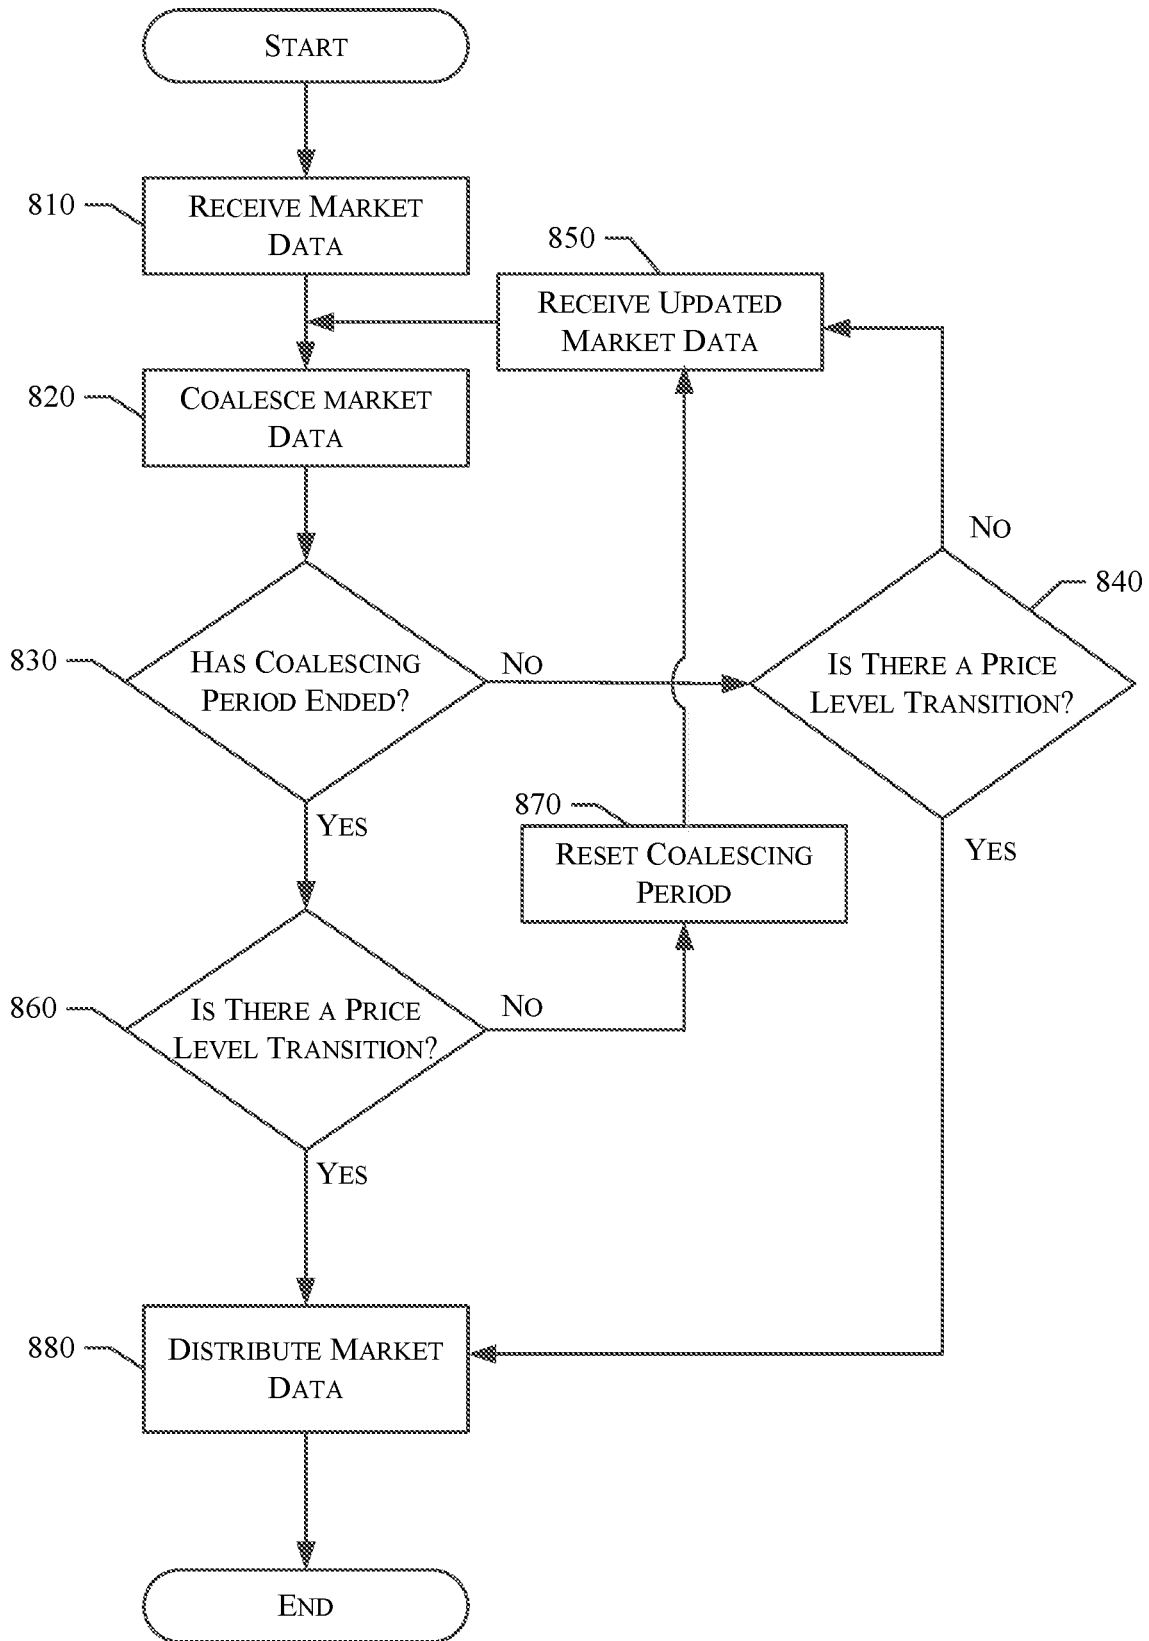 START
810
RECEIVE MARKET
DATA
850
RECEIVE UPDATED
MARKET DATA
820
COALESCE MARKET
DATA
NO
840
830
HAS COALESCING
PERIOD ENDED?
NO
IS THERE A PRICE
LEVEL TRANSITION?
YES
870
RESET COALESCING
PERIOD
YES
860
IS THERE A PRICE
LEVEL TRANSITION?
NO
YES
880
DISTRIBUTE MARKET
DATA
END